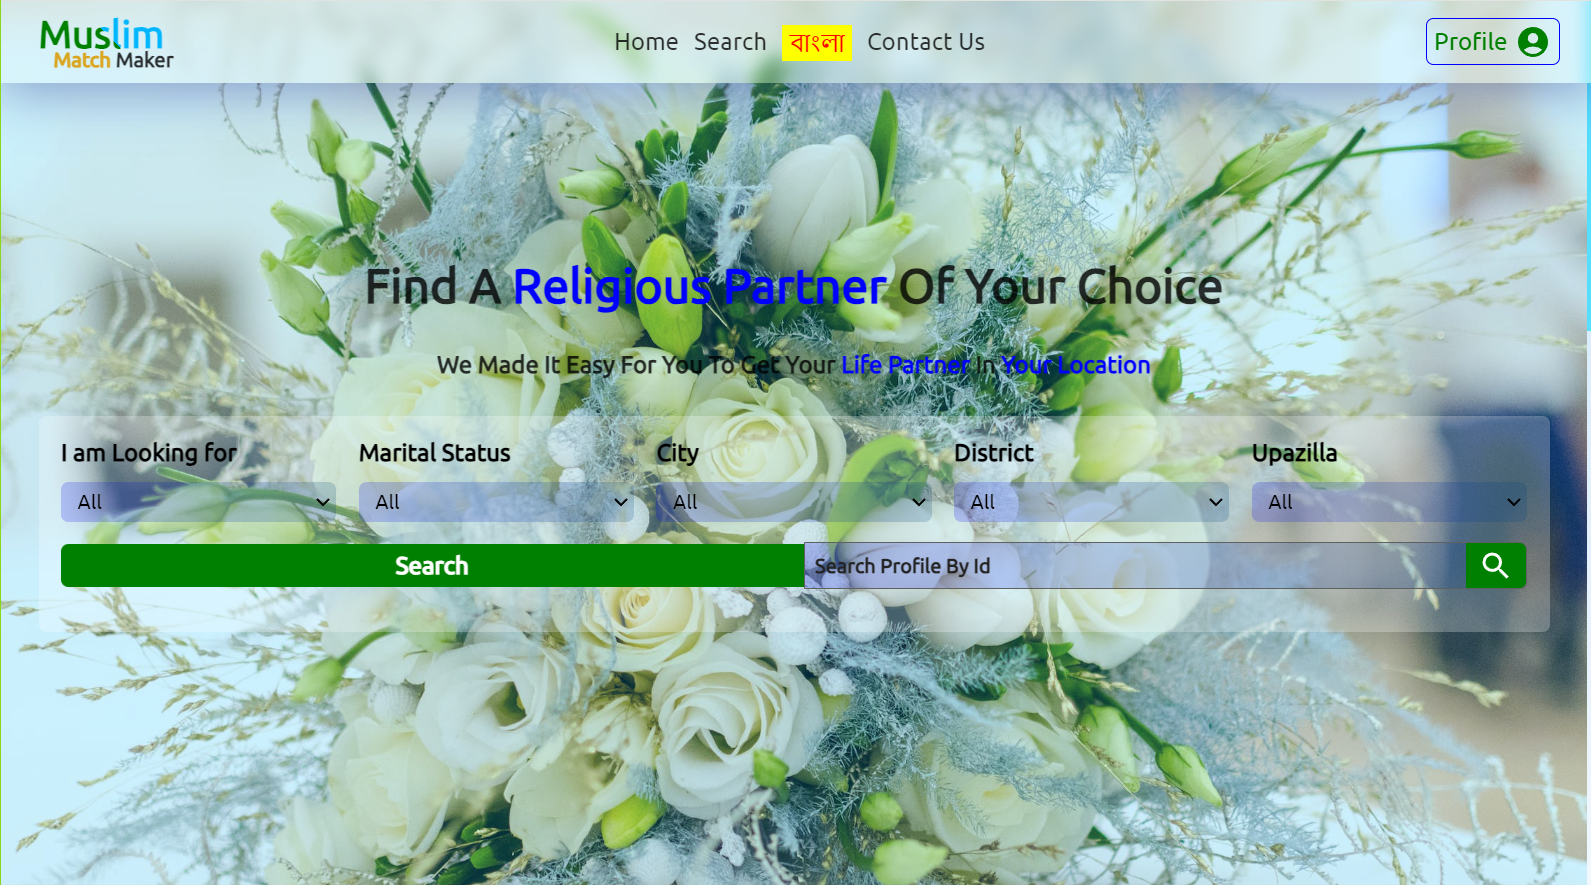 Muslim
Match Maker
Home Search বাংলা Contact Us
Profile
Find A Religious Partner Of Your Choice
We Made It Easy For You To Get Your Life Partner In Your Location
I am Looking for Marital Status City District Upazilla
All All All All All
Search Search Profile By Id